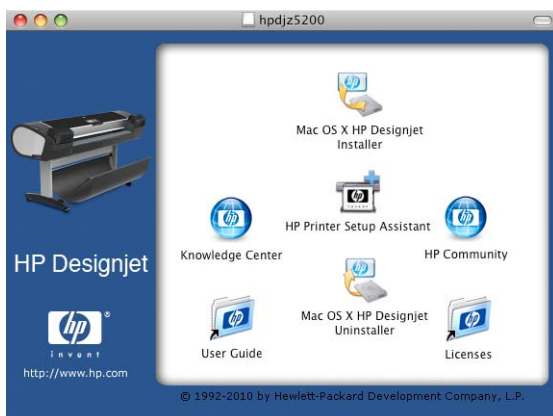 hpdjz5200
Mac OS X HP Designjet
Installer
HP Printer Setup Assistant
Knowledge Center
HP Community
Mac OS X HP Designjet
Uninstaller
User Guide
Licenses
HP Designjet
hp
invent
http://www.hp.com
© 1992-2010 by Hewlett-Packard Development Company, L.P.